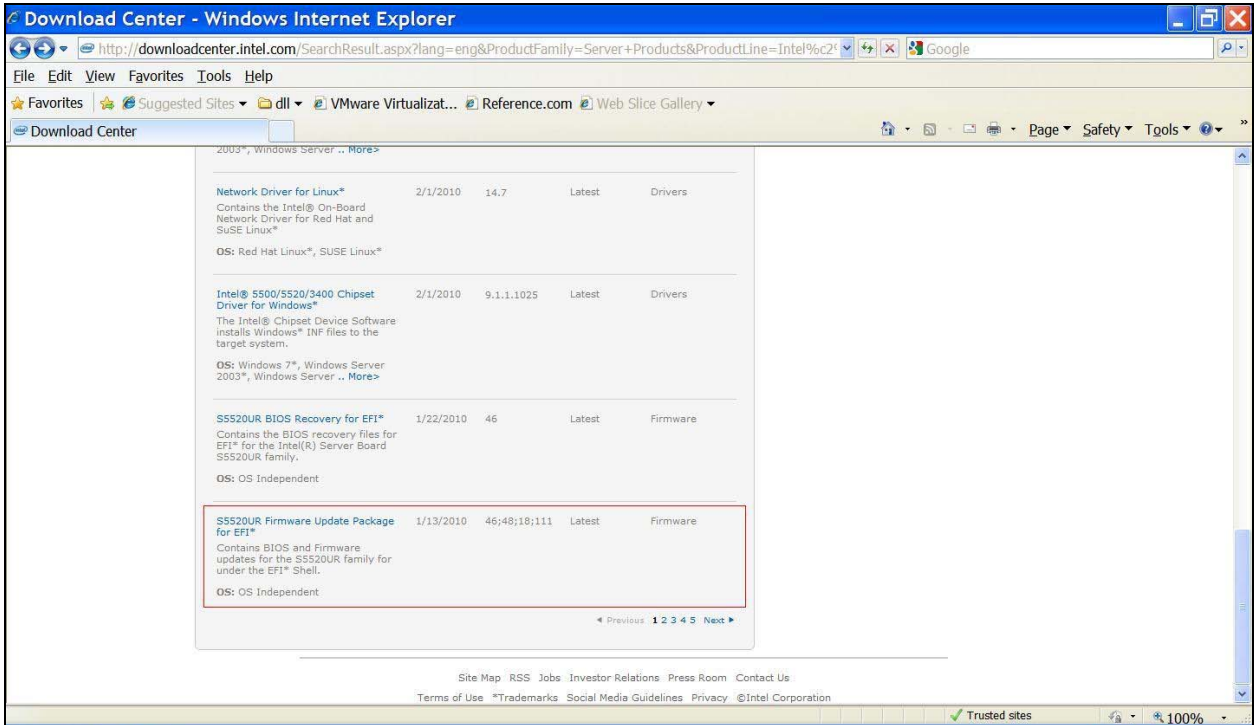 Download Center - Windows Internet Explorer
http://downloadcenter.intel.com/SearchResult.aspx?lang=eng&ProductFamily=Server+Products&ProductLine=Intel%c2%
Google
File Edit View Favorites Tools Help
Favorites Suggested Sites dll VMware Virtualizat... Reference.com Web Slice Gallery
Download Center
Page Safety Tools »
2003*, Windows Server .. More>
Network Driver for Linux* 2/1/2010 14.7 Latest Drivers
Contains the Intel® On-Board
Network Driver for Red Hat and
SuSE Linux*
OS: Red Hat Linux*, SUSE Linux*
Intel® 5500/5520/3400 Chipset 2/1/2010 9.1.1.1025 Latest Drivers
Driver for Windows*
The Intel® Chipset Device Software
installs Windows* INF files to the
target system.
OS: Windows 7*, Windows Server
2003*, Windows Server .. More>
S5520UR BIOS Recovery for EFI* 1/22/2010 46 Latest Firmware
Contains the BIOS recovery files for
EFI* for the Intel(R) Server Board
S5520UR family.
OS: OS Independent
S5520UR Firmware Update Package 1/13/2010 46;48;18;111 Latest Firmware
for EFI*
Contains BIOS and Firmware
updates for the S5520UR family for
under the EFI* Shell.
OS: OS Independent
Previous 1 2 3 4 5 Next
Site Map RSS Jobs Investor Relations Press Room Contact Us
Terms of Use *Trademarks Social Media Guidelines Privacy ©Intel Corporation
Trusted sites 100%